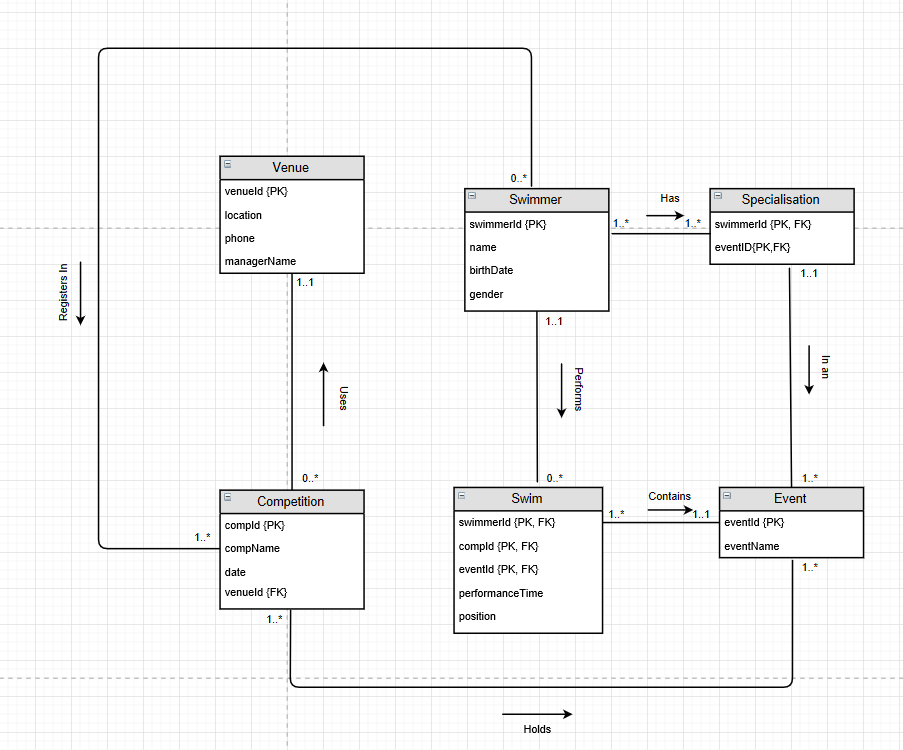 0..*
Venue
venueId {PK}
location
phone
managerName
1..1
Swimmer
swimmerId {PK}
name
birthDate
gender
1..1
Has
1..*
1..*
Specialisation
swimmerId {PK, FK}
eventID{PK,FK}
1..1
Registers In
Uses
Performs
In an
0..*
Competition
compId {PK}
compName
date
venueId {FK}
1..*
1..*
0..*
Swim
swimmerId {PK, FK}
compId {PK, FK}
eventId {PK, FK}
performanceTime
position
Contains
1..*
1..1
1..*
Event
eventId {PK}
eventName
1..*
Holds